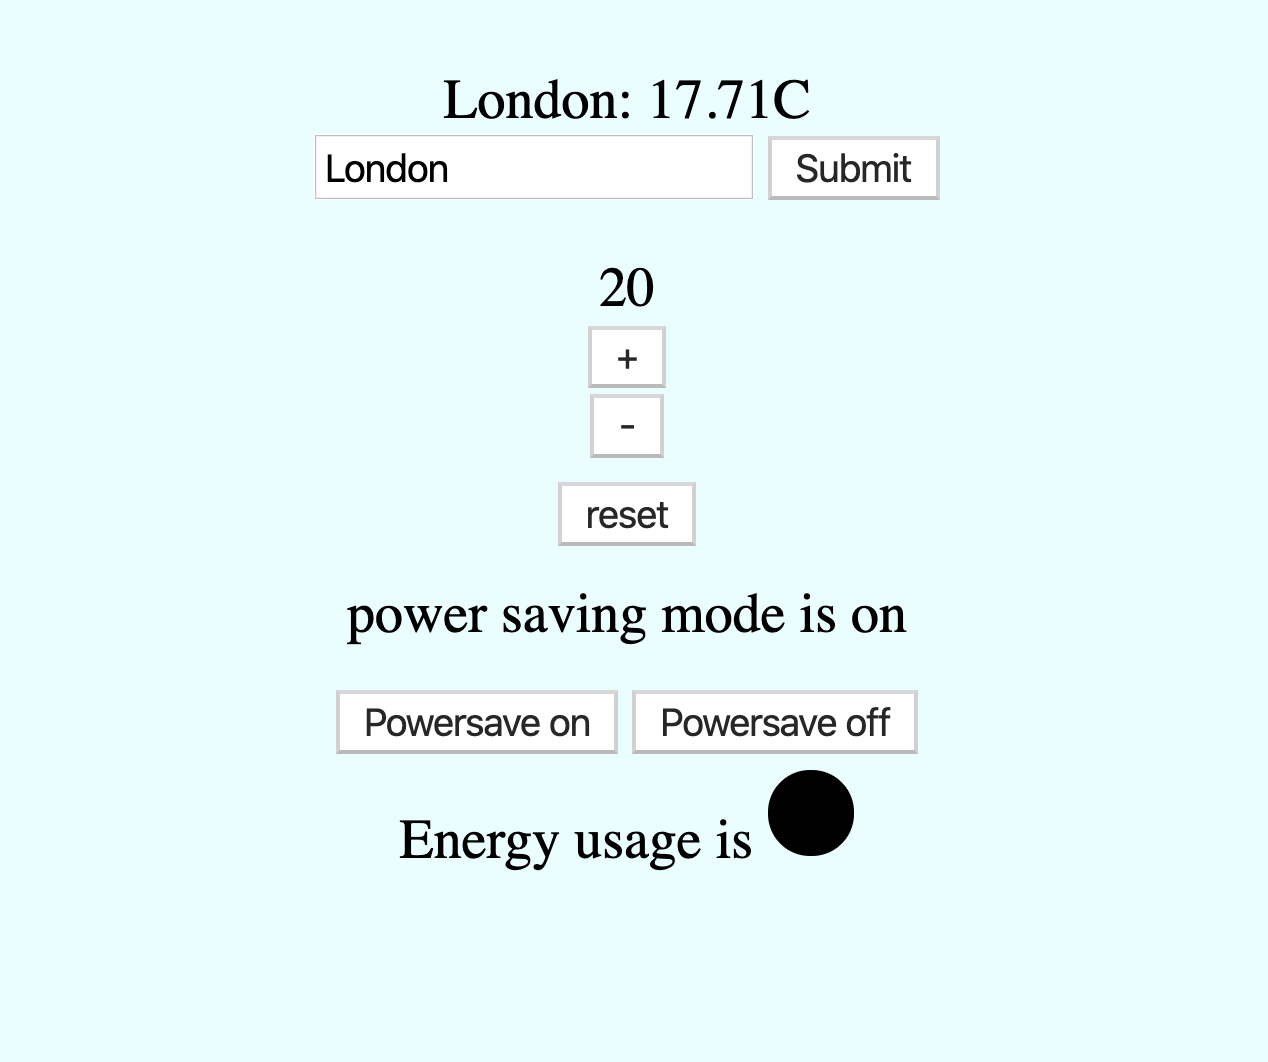 London: 17.71C
London Submit
20
+
-
reset
power saving mode is on
Powersave on Powersave off
Energy usage is